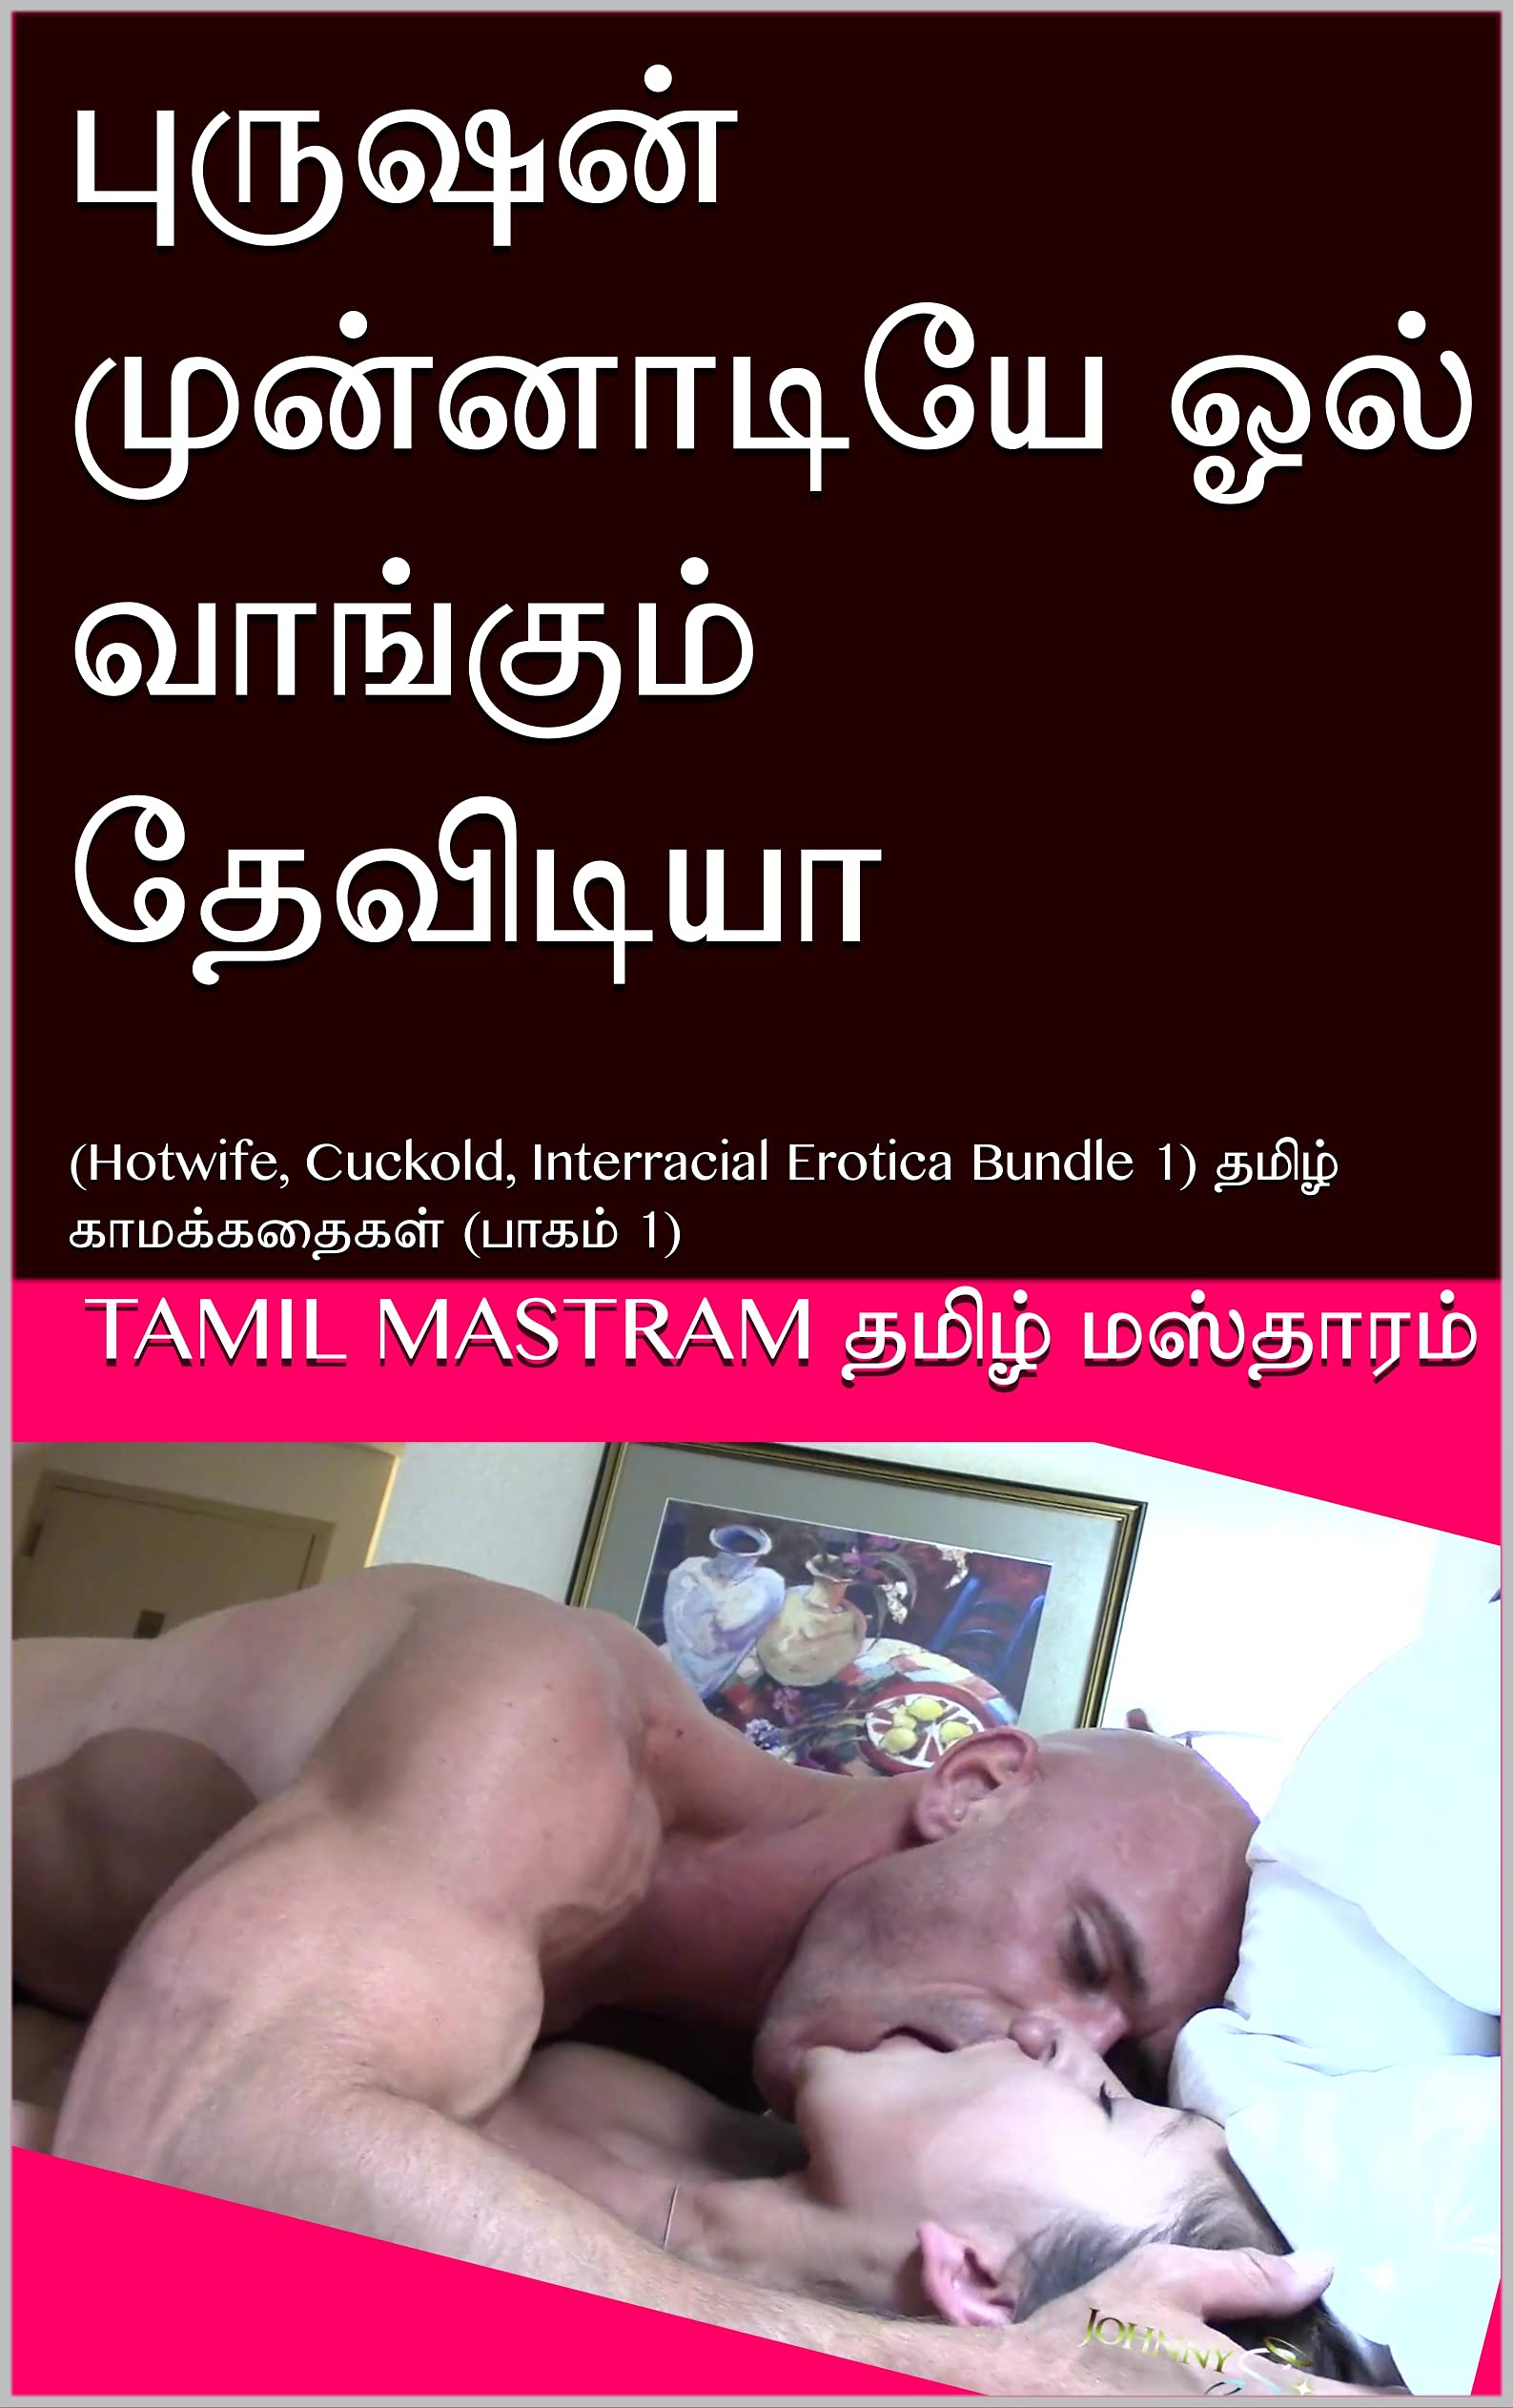 புருஷன்
முன்னாடியே ஓல்
வாங்கும்
தேவிடியா
(Hotwife, Cuckold, Interracial Erotica Bundle 1) தமிழ்
காமக்கதைகள் (பாகம் 1)
TAMIL MASTRAM தமிழ் மஸ்தாரம்
JOHNNY